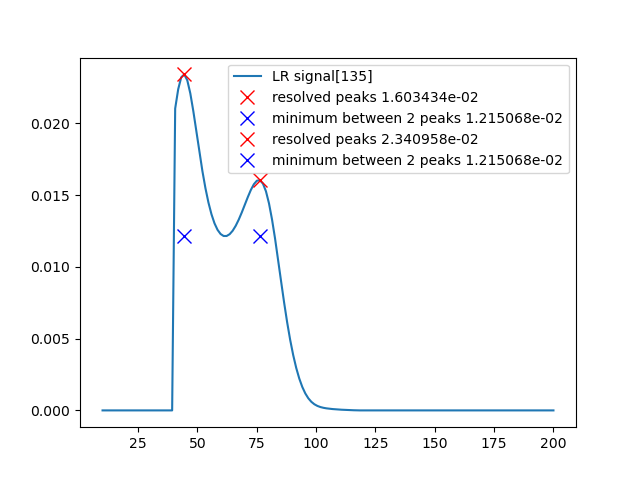 LR signal[135]
resolved peaks 1.603434e-02
minimum between 2 peaks 1.215068e-02
resolved peaks 2.340958e-02
minimum between 2 peaks 1.215068e-02
0.020
0.015
0.010
0.005
0.000
25 50 75 100 125 150 175 200